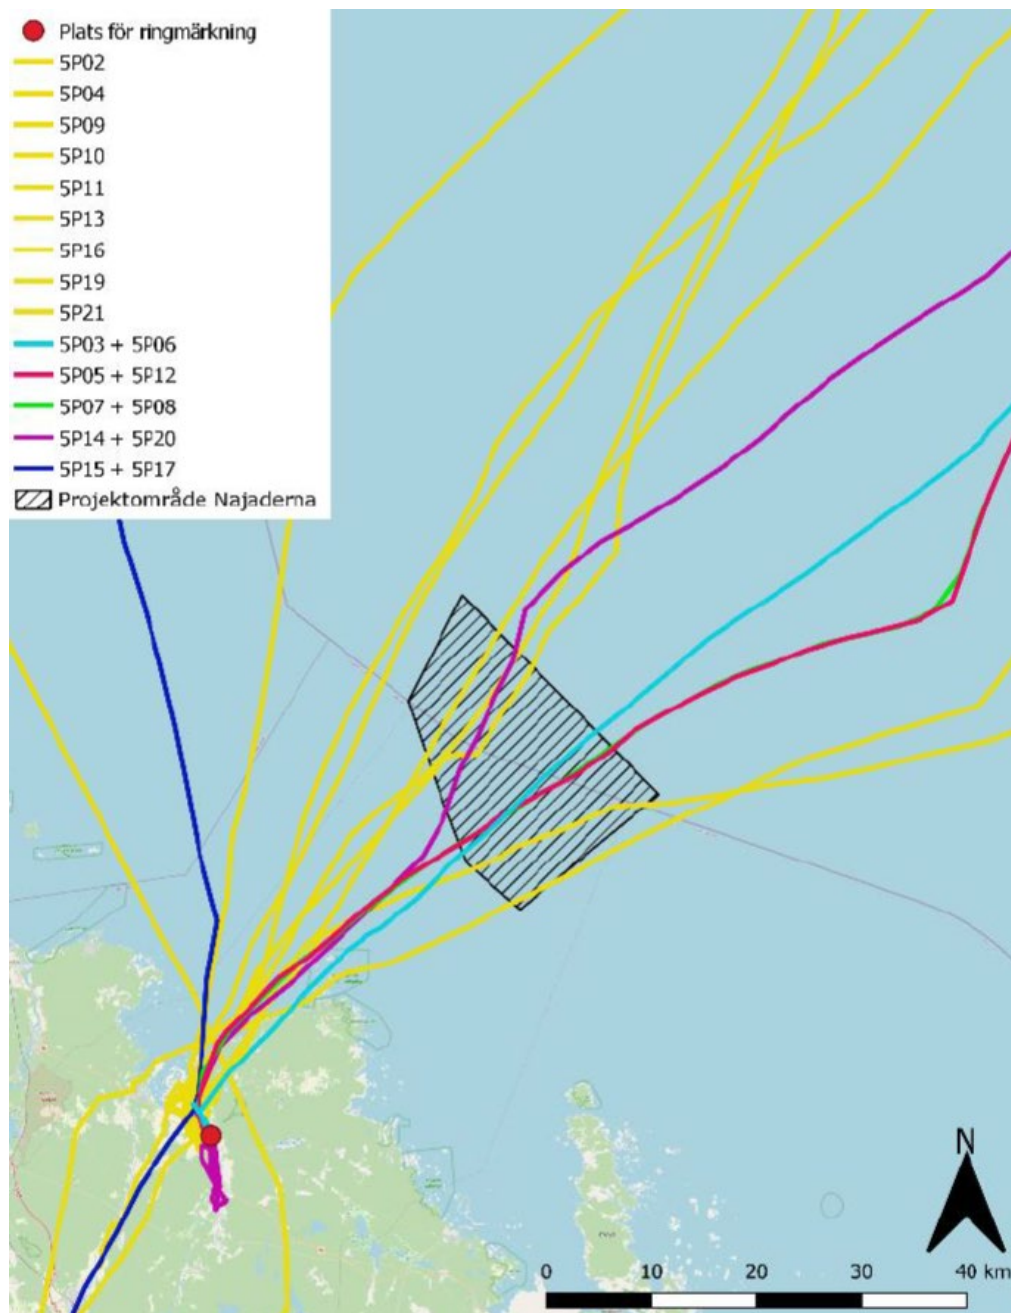 Plats för ringmärkning
5P02
5P04
5P09
5P10
5P11
5P13
5P16
5P19
5P21
5P03 + 5P06
5P05 + 5P12
5P07 + 5P08
5P14 + 5P20
5P15 + 5P17
Projektområde Najaderna
N
0 10 20 30 40 km